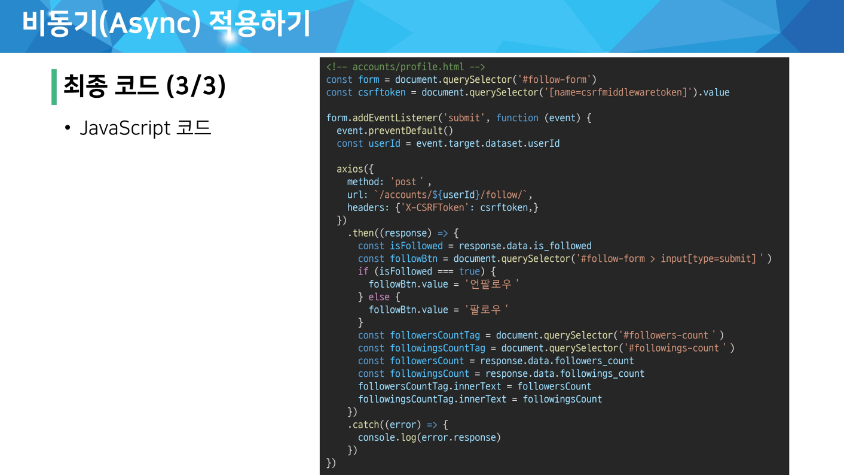 비동기(Async) 적용하기
최종 코드 (3/3)
• JavaScript 코드
<!-- accounts/profile.html -->
const form = document.querySelector('#follow-form')
const csrftoken = document.querySelector('[name=csrfmiddlewaretoken]').value
form.addEventListener('submit', function (event) {
event.preventDefault()
const userId = event.target.dataset.userId
axios({
method: 'post',
url: `/accounts/${userId}/follow/`,
headers: {'X-CSRFToken': csrftoken,}
})
.then((response) => {
const isFollowed = response.data.is_followed
const followBtn = document.querySelector('#follow-form > input[type=submit]')
if (isFollowed === true) {
followBtn.value = '언팔로우'
} else {
followBtn.value = '팔로우'
}
const followersCountTag = document.querySelector('#followers-count')
const followingsCountTag = document.querySelector('#followings-count')
const followersCount = response.data.followers_count
const followingsCount = response.data.followings_count
followersCountTag.innerText = followersCount
followingsCountTag.innerText = followingsCount
})
.catch((error) => {
console.log(error.response)
})
})